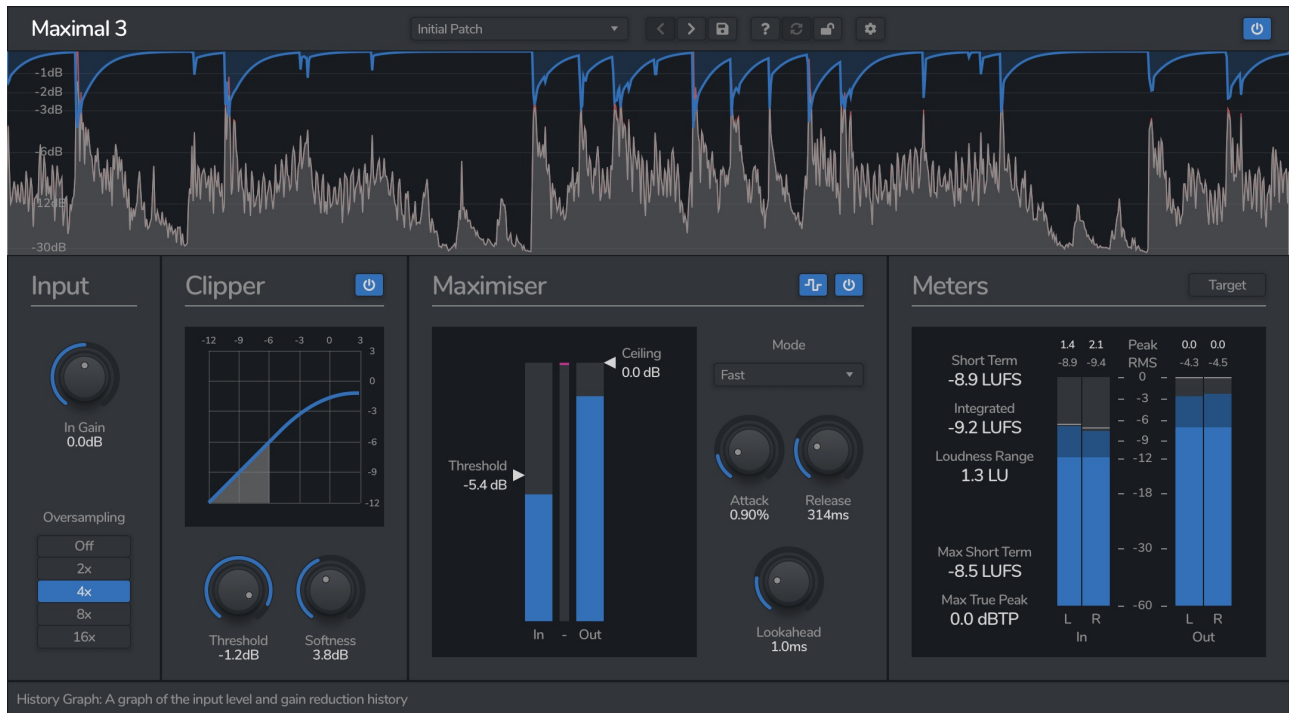 Maximal 3
Initial Patch
?
-1dB
-2dB
-3dB
-6dB
-12dB
-30dB
Input
In Gain
0.0dB
Oversampling
Off
2x
4x
8x
16x
Clipper
-12 -9 -6 -3 0 3
3
0
-3
-6
-9
-12
Threshold
-1.2dB
Softness
3.8dB
Maximiser
Ceiling
0.0 dB
Threshold
-5.4 dB
In - Out
Mode
Fast
Attack
0.90%
Release
314ms
Lookahead
1.0ms
Meters
Target
Short Term
-8.9 LUFS
Integrated
-9.2 LUFS
Loudness Range
1.3 LU
Max Short Term
-8.5 LUFS
Max True Peak
0.0 dBTP
1.4 2.1 Peak 0.0 0.0
-8.9 -9.4 RMS -4.3 -4.5
- 0 -
- -3 -
- -6 -
- -9 -
- -12 -
- -18 -
- -30 -
- -60 -
L R L R
In Out
History Graph: A graph of the input level and gain reduction history